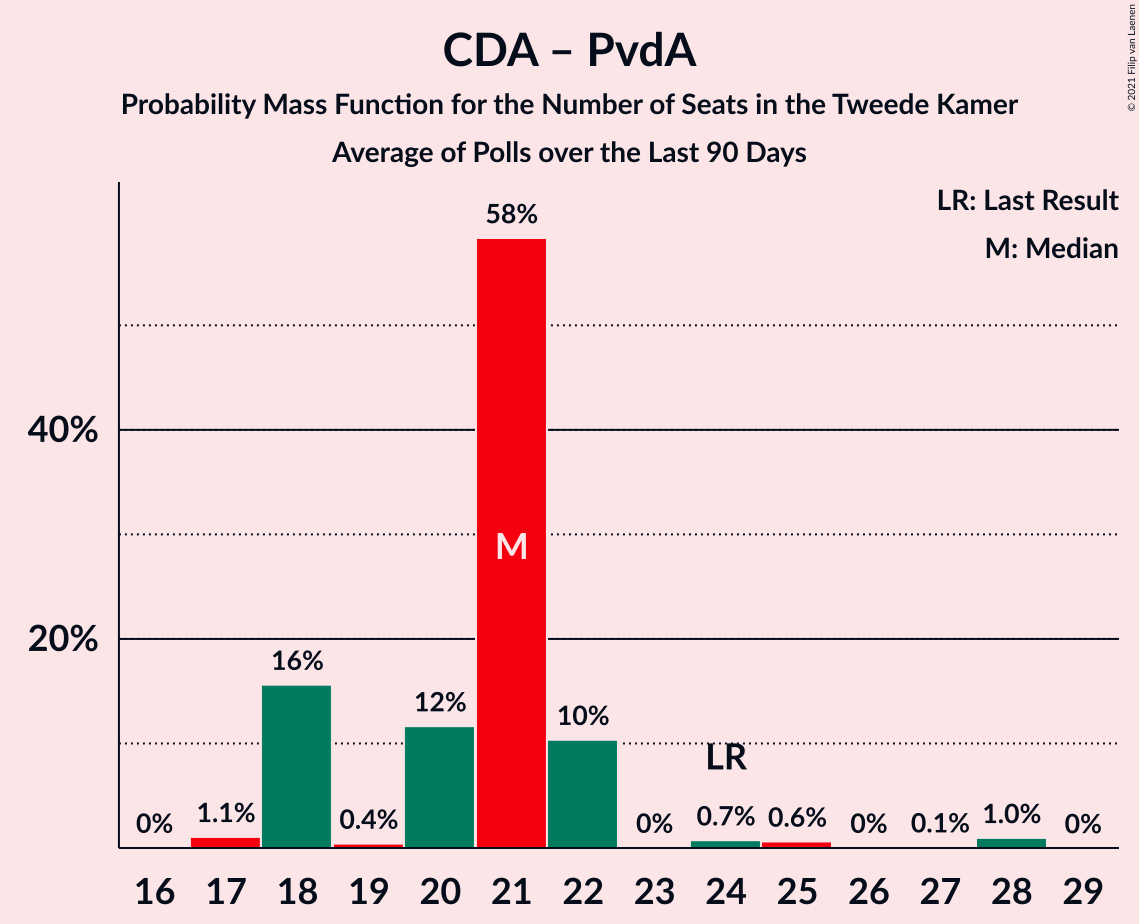 CDA – PvdA
Probability Mass Function for the Number of Seats in the Tweede Kamer
Average of Polls over the Last 90 Days
© 2021 Filip van Laenen
LR: Last Result
M: Median
58%
40%
M
20%
16%
12%
10%
LR
0%
1.1%
0.4%
0%
0.7%
0.6%
0%
0.1%
1.0%
0%
16 17 18 19 20 21 22 23 24 25 26 27 28 29